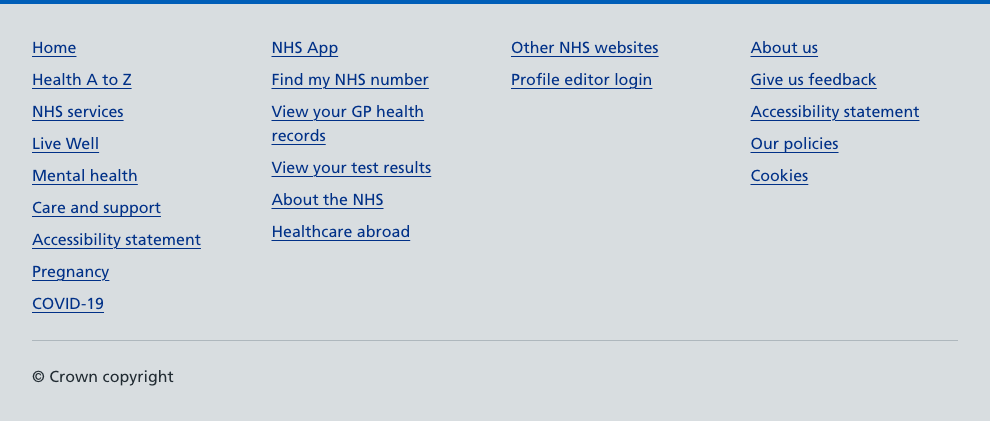 Home
Health A to Z
NHS services
Live Well
Mental health
Care and support
Accessibility statement
Pregnancy
COVID-19
NHS App
Find my NHS number
View your GP health
records
View your test results
About the NHS
Healthcare abroad
Other NHS websites
Profile editor login
About us
Give us feedback
Accessibility statement
Our policies
Cookies
© Crown copyright